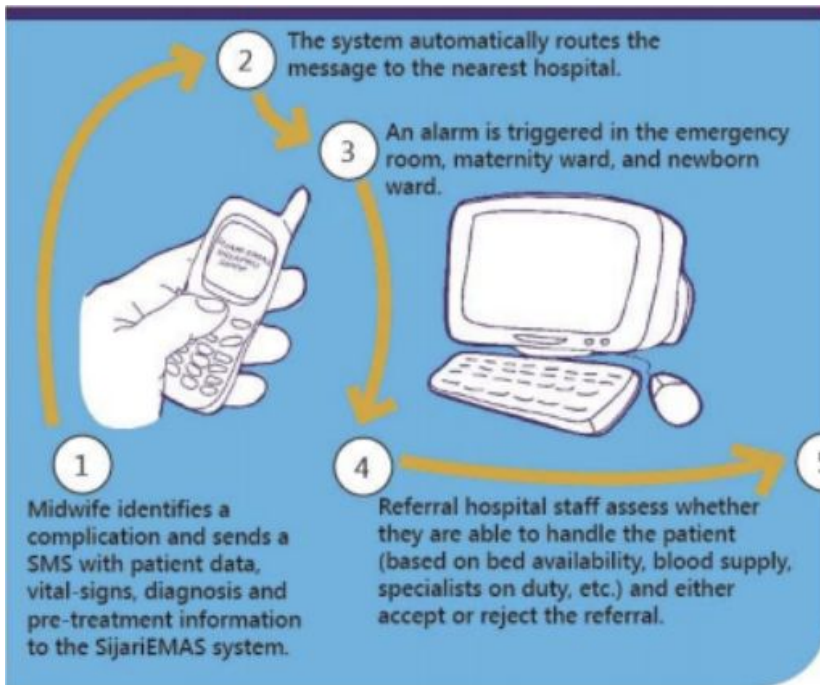 1
Midwife identifies a
complication and sends a
SMS with patient data,
vital-signs, diagnosis and
pre-treatment information
to the SijariEMAS system.
2
The system automatically routes the
message to the nearest hospital.
3
An alarm is triggered in the emergency
room, maternity ward, and newborn
ward.
4
Referral hospital staff assess whether
they are able to handle the patient
(based on bed availability, blood supply,
specialists on duty, etc.) and either
accept or reject the referral.
5